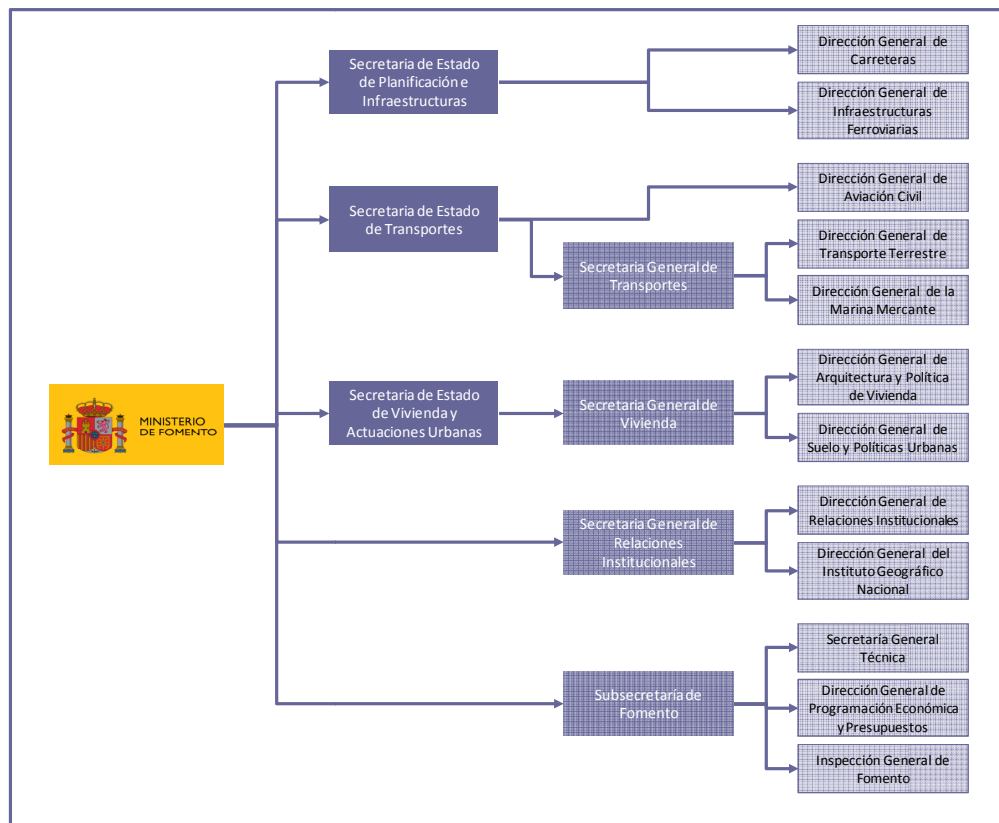 MINISTERIO
DE FOMENTO
Secretaria de Estado
de Planificación e
Infraestructuras
Dirección General de
Carreteras
Dirección General de
Infraestructuras
Ferroviarias
Secretaria de Estado
de Transportes
Dirección General de
Aviación Civil
Secretaria General de
Transportes
Dirección General de
Transporte Terrestre
Dirección General de la
Marina Mercante
Secretaria de Estado
de Vivienda y
Actuaciones Urbanas
Secretaria General de
Vivienda
Dirección General de
Arquitectura y Política
de Vivienda
Dirección General de
Suelo y Políticas Urbanas
Secretaria General de
Relaciones
Institucionales
Dirección General de
Relaciones Institucionales
Dirección General del
Instituto Geográfico
Nacional
Subsecretaría de
Fomento
Secretaría General
Técnica
Dirección General de
Programación Económica
y Presupuestos
Inspección General de
Fomento